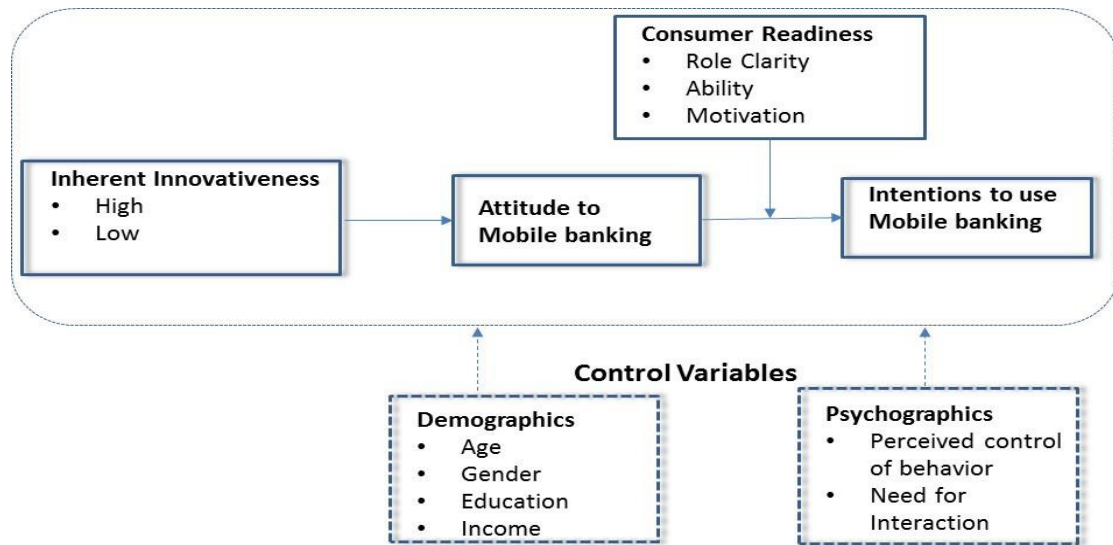 Consumer Readiness
• Role Clarity
• Ability
• Motivation
Inherent Innovativeness
• High
• Low
Attitude to
Mobile banking
Intentions to use
Mobile banking
Control Variables
Demographics
• Age
• Gender
• Education
• Income
Psychographics
• Perceived control
of behavior
• Need for
Interaction